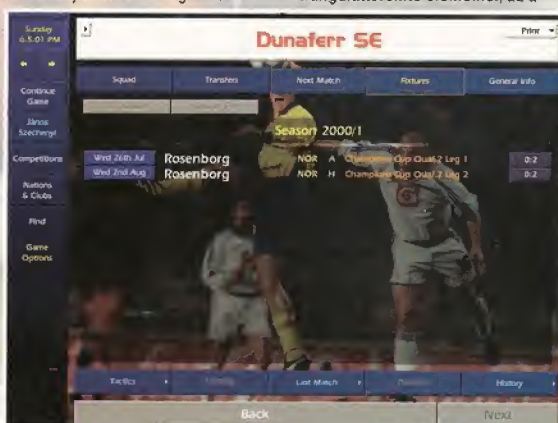 Sunday
6.5.01 PM
Dunaferr SE
Print
Continue
Game
János
Széchenyi
Competitions
Nations
& Clubs
Find
Game
Options
Squad
Transfers
Next Match
Fixtures
General Info
Season 2000/1
Wed 26th Jul Rosenborg NOR A Champions Cup Qual.2 Leg 1 0:2
Wed 2nd Aug Rosenborg NOR H Champions Cup Qual.2 Leg 2 0:2
Tactics
Last Match
History
Back
Next